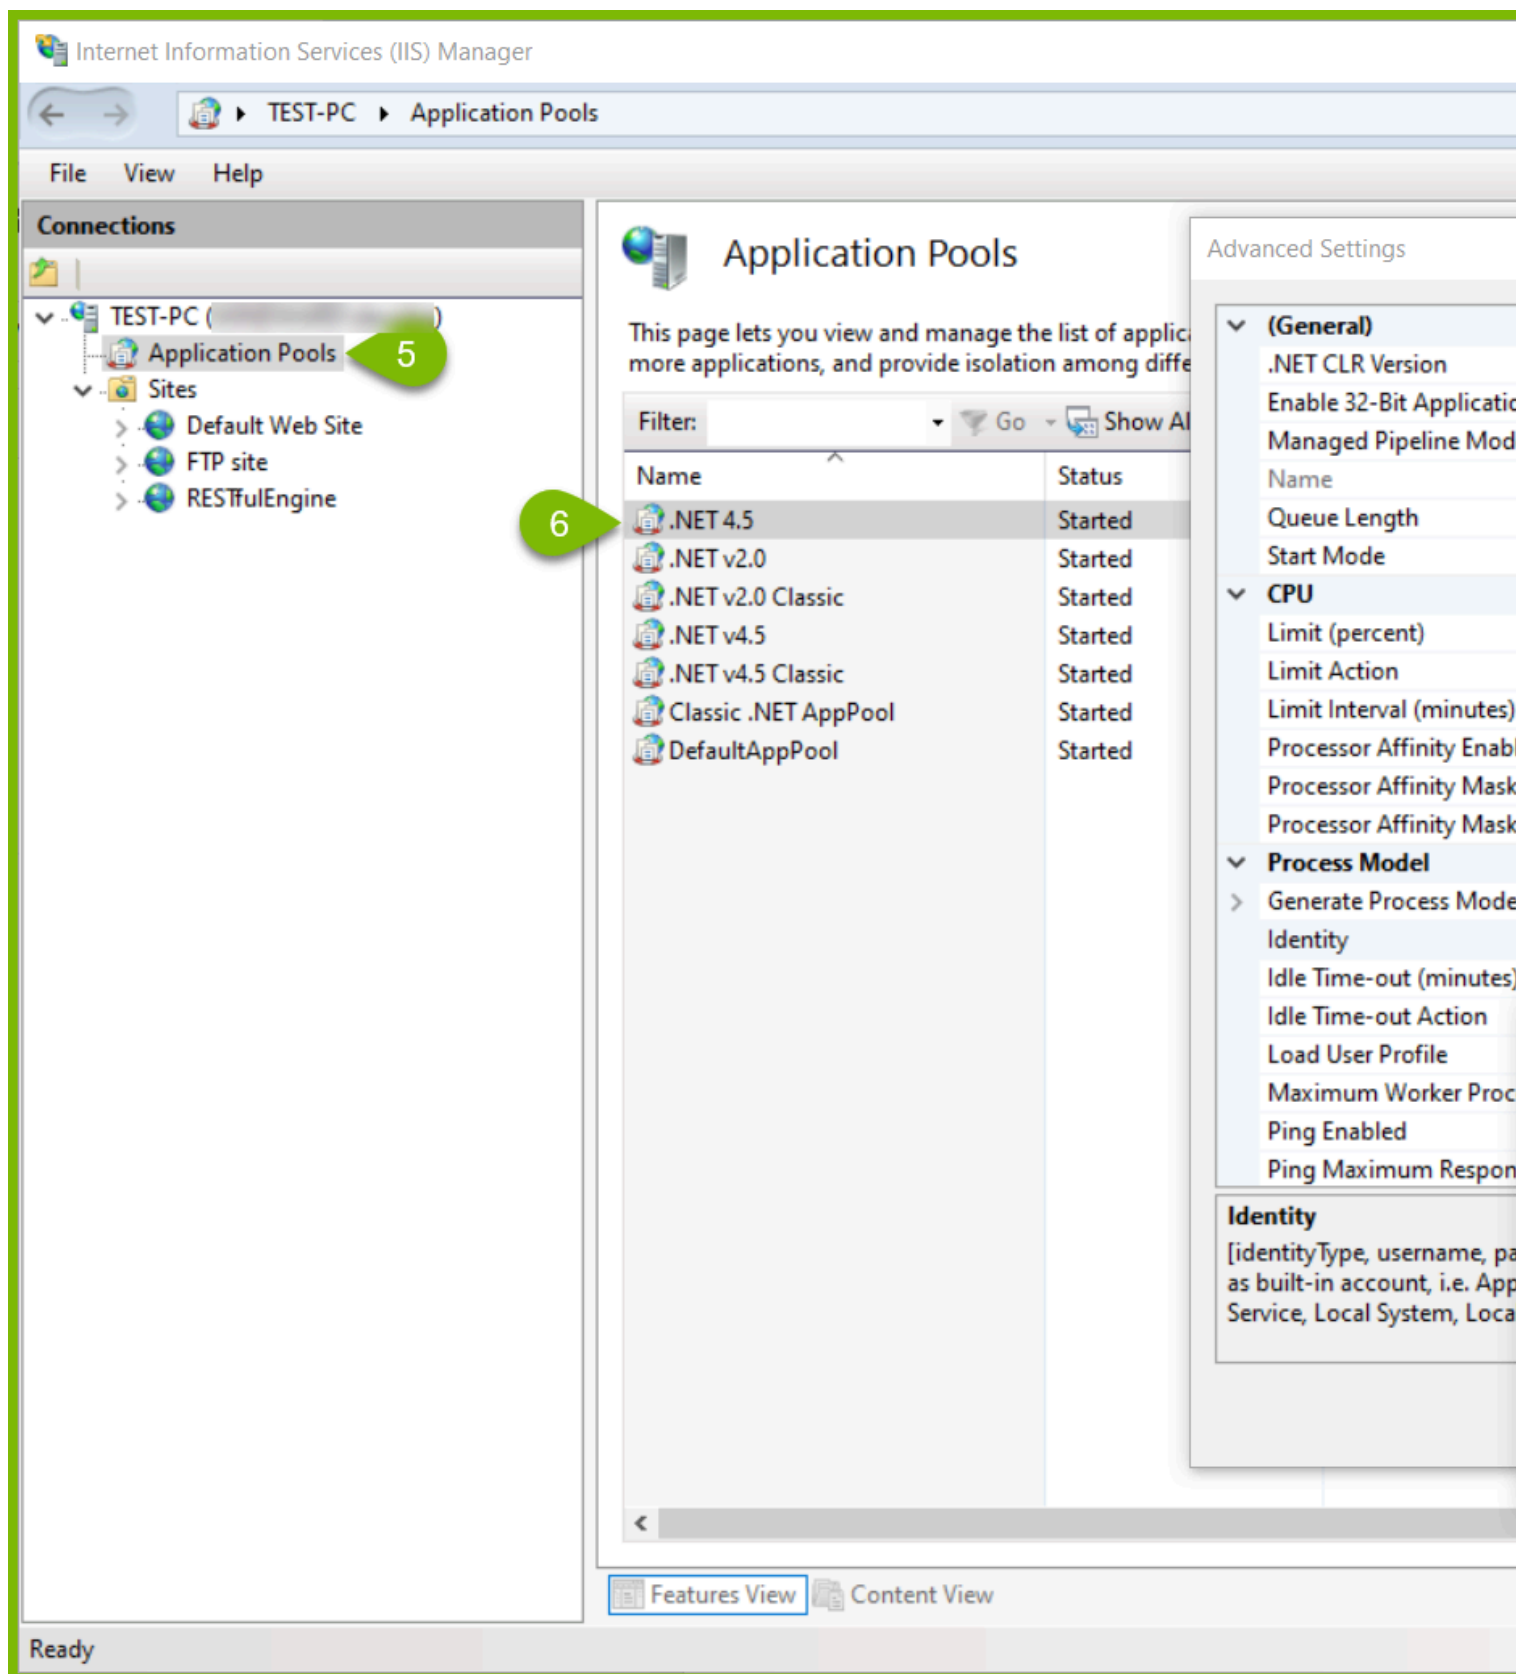 Internet Information Services (IIS) Manager
TEST-PC Application Pools
File View Help
Connections
TEST-PC ( )
Application Pools 5
Sites
Default Web Site
FTP site
RESTfulEngine
Application Pools
This page lets you view and manage the list of applica
more applications, and provide isolation among diffe
Filter: Go Show Al
Name Status
6 .NET 4.5 Started
.NET v2.0 Started
.NET v2.0 Classic Started
.NET v4.5 Started
.NET v4.5 Classic Started
Classic .NET AppPool Started
DefaultAppPool Started
Features View Content View
Ready
Advanced Settings
(General)
.NET CLR Version
Enable 32-Bit Applicatio
Managed Pipeline Mod
Name
Queue Length
Start Mode
CPU
Limit (percent)
Limit Action
Limit Interval (minutes)
Processor Affinity Enabl
Processor Affinity Mask
Processor Affinity Mask
Process Model
Generate Process Mode
Identity
Idle Time-out (minutes)
Idle Time-out Action
Load User Profile
Maximum Worker Proc
Ping Enabled
Ping Maximum Respon
Identity
[identityType, username, pa
as built-in account, i.e. App
Service, Local System, Loca